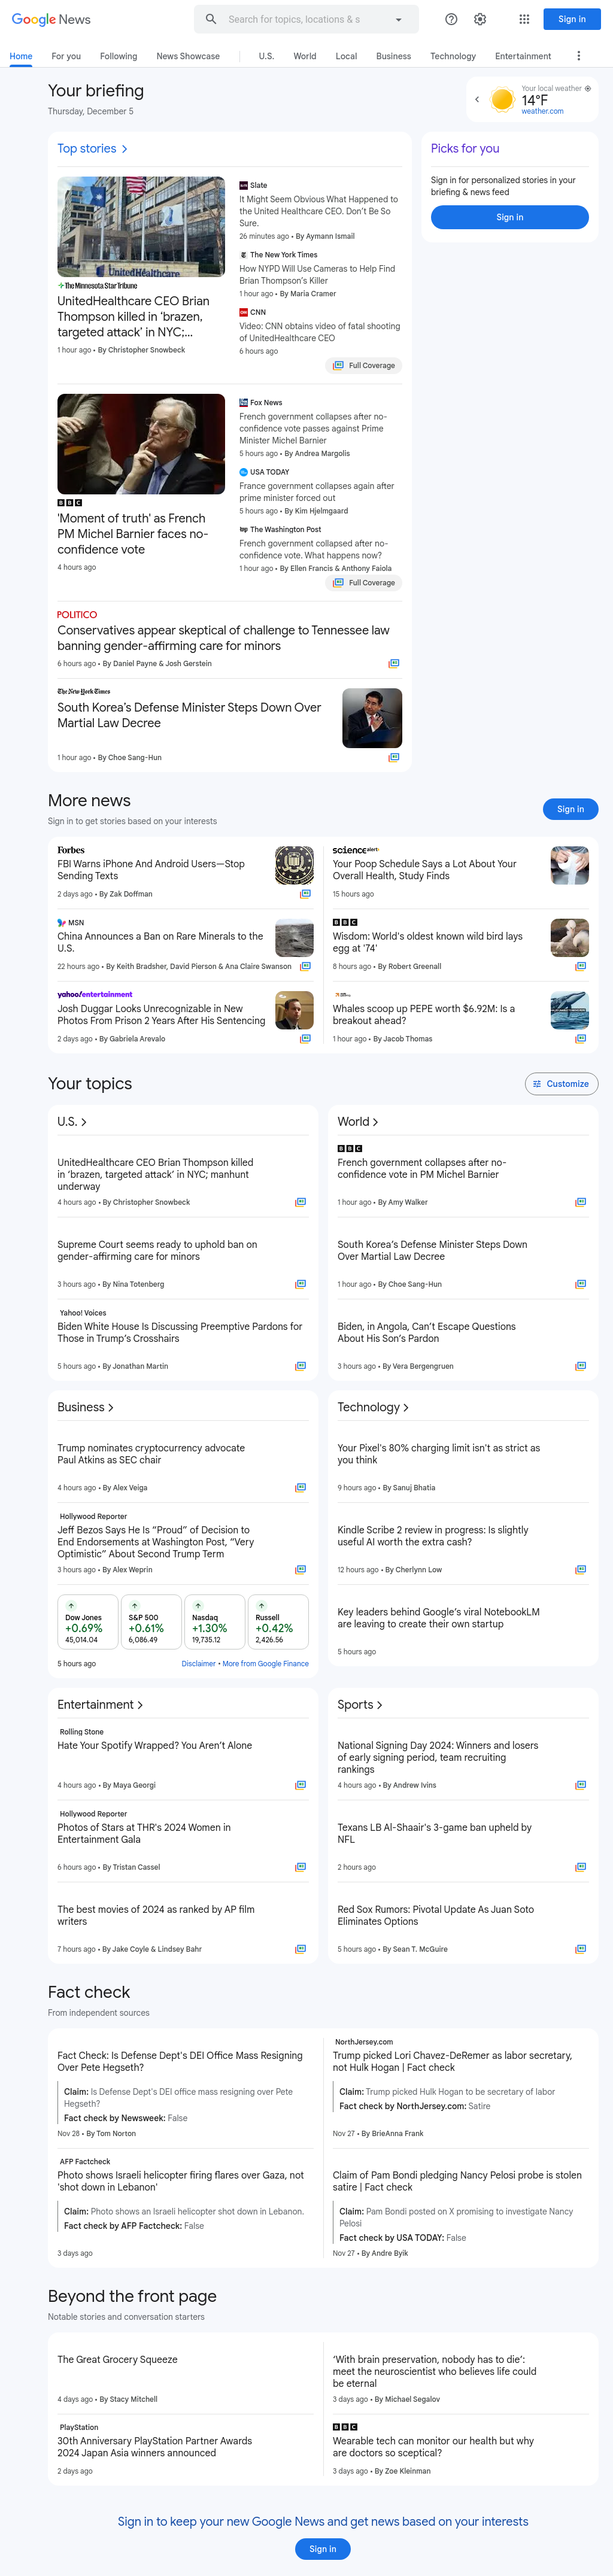 Google News
Search for topics, locations & s
Sign in
Home
For you
Following
News Showcase
U.S.
World
Local
Business
Technology
Entertainment
Your briefing
Thursday, December 5
Your local weather
14°F
weather.com
Top stories
The Minnesota Star Tribune
UnitedHealthcare CEO Brian
Thompson killed in ‘brazen,
targeted attack’ in NYC;...
1 hour ago • By Christopher Snowbeck
Slate
It Might Seem Obvious What Happened to
the United Healthcare CEO. Don’t Be So
Sure.
26 minutes ago • By Aymann Ismail
The New York Times
How NYPD Will Use Cameras to Help Find
Brian Thompson’s Killer
1 hour ago • By Maria Cramer
CNN
Video: CNN obtains video of fatal shooting
of UnitedHealthcare CEO
6 hours ago
Full Coverage
Picks for you
Sign in for personalized stories in your
briefing & news feed
Sign in
BBC
'Moment of truth' as French
PM Michel Barnier faces no-
confidence vote
4 hours ago
Fox News
French government collapses after no-
confidence vote passes against Prime
Minister Michel Barnier
5 hours ago • By Andrea Margolis
USA TODAY
France government collapses again after
prime minister forced out
5 hours ago • By Kim Hjelmgaard
The Washington Post
French government collapsed after no-
confidence vote. What happens now?
1 hour ago • By Ellen Francis & Anthony Faiola
Full Coverage
POLITICO
Conservatives appear skeptical of challenge to Tennessee law
banning gender-affirming care for minors
6 hours ago • By Daniel Payne & Josh Gerstein
The New York Times
South Korea’s Defense Minister Steps Down Over
Martial Law Decree
1 hour ago • By Choe Sang-Hun
More news
Sign in to get stories based on your interests
Sign in
Forbes
FBI Warns iPhone And Android Users—Stop
Sending Texts
2 days ago • By Zak Doffman
sciencealert
Your Poop Schedule Says a Lot About Your
Overall Health, Study Finds
15 hours ago
MSN
China Announces a Ban on Rare Minerals to the
U.S.
22 hours ago • By Keith Bradsher, David Pierson & Ana Claire Swanson
BBC
Wisdom: World's oldest known wild bird lays
egg at '74'
8 hours ago • By Robert Greenall
yahoo!entertainment
Josh Duggar Looks Unrecognizable in New
Photos From Prison 2 Years After His Sentencing
2 days ago • By Gabriela Arevalo
Whales scoop up PEPE worth $6.92M: Is a
breakout ahead?
1 hour ago • By Jacob Thomas
Your topics
Customize
U.S.
UnitedHealthcare CEO Brian Thompson killed
in ‘brazen, targeted attack’ in NYC; manhunt
underway
4 hours ago • By Christopher Snowbeck
Supreme Court seems ready to uphold ban on
gender-affirming care for minors
3 hours ago • By Nina Totenberg
Yahoo! Voices
Biden White House Is Discussing Preemptive Pardons for
Those in Trump’s Crosshairs
5 hours ago • By Jonathan Martin
World
BBC
French government collapses after no-
confidence vote in PM Michel Barnier
1 hour ago • By Amy Walker
South Korea’s Defense Minister Steps Down
Over Martial Law Decree
1 hour ago • By Choe Sang-Hun
Biden, in Angola, Can’t Escape Questions
About His Son’s Pardon
3 hours ago • By Vera Bergengruen
Business
Trump nominates cryptocurrency advocate
Paul Atkins as SEC chair
4 hours ago • By Alex Veiga
Hollywood Reporter
Jeff Bezos Says He Is “Proud” of Decision to
End Endorsements at Washington Post, “Very
Optimistic” About Second Trump Term
3 hours ago • By Alex Weprin
Dow Jones
+0.69%
45,014.04
S&P 500
+0.61%
6,086.49
Nasdaq
+1.30%
19,735.12
Russell
+0.42%
2,426.56
5 hours ago
Disclaimer • More from Google Finance
Technology
Your Pixel's 80% charging limit isn't as strict as
you think
9 hours ago • By Sanuj Bhatia
Kindle Scribe 2 review in progress: Is slightly
useful AI worth the extra cash?
12 hours ago • By Cherlynn Low
Key leaders behind Google’s viral NotebookLM
are leaving to create their own startup
5 hours ago
Entertainment
Rolling Stone
Hate Your Spotify Wrapped? You Aren’t Alone
4 hours ago • By Maya Georgi
Hollywood Reporter
Photos of Stars at THR's 2024 Women in
Entertainment Gala
6 hours ago • By Tristan Cassel
The best movies of 2024 as ranked by AP film
writers
7 hours ago • By Jake Coyle & Lindsey Bahr
Sports
National Signing Day 2024: Winners and losers
of early signing period, team recruiting
rankings
4 hours ago • By Andrew Ivins
Texans LB Al-Shaair's 3-game ban upheld by
NFL
2 hours ago
Red Sox Rumors: Pivotal Update As Juan Soto
Eliminates Options
5 hours ago • By Sean T. McGuire
Fact check
From independent sources
Fact Check: Is Defense Dept's DEI Office Mass Resigning
Over Pete Hegseth?
Claim: Is Defense Dept's DEI office mass resigning over Pete
Hegseth?
Fact check by Newsweek: False
Nov 28 • By Tom Norton
NorthJersey.com
Trump picked Lori Chavez-DeRemer as labor secretary,
not Hulk Hogan | Fact check
Claim: Trump picked Hulk Hogan to be secretary of labor
Fact check by NorthJersey.com: Satire
Nov 27 • By BrieAnna Frank
AFP Factcheck
Photo shows Israeli helicopter firing flares over Gaza, not
'shot down in Lebanon'
Claim: Photo shows an Israeli helicopter shot down in Lebanon.
Fact check by AFP Factcheck: False
3 days ago
Claim of Pam Bondi pledging Nancy Pelosi probe is stolen
satire | Fact check
Claim: Pam Bondi posted on X promising to investigate Nancy
Pelosi
Fact check by USA TODAY: False
Nov 27 • By Andre Byik
Beyond the front page
Notable stories and conversation starters
The Great Grocery Squeeze
4 days ago • By Stacy Mitchell
‘With brain preservation, nobody has to die’:
meet the neuroscientist who believes life could
be eternal
3 days ago • By Michael Segalov
PlayStation
30th Anniversary PlayStation Partner Awards
2024 Japan Asia winners announced
2 days ago
BBC
Wearable tech can monitor our health but why
are doctors so sceptical?
3 days ago • By Zoe Kleinman
Sign in to keep your new Google News and get news based on your interests
Sign in